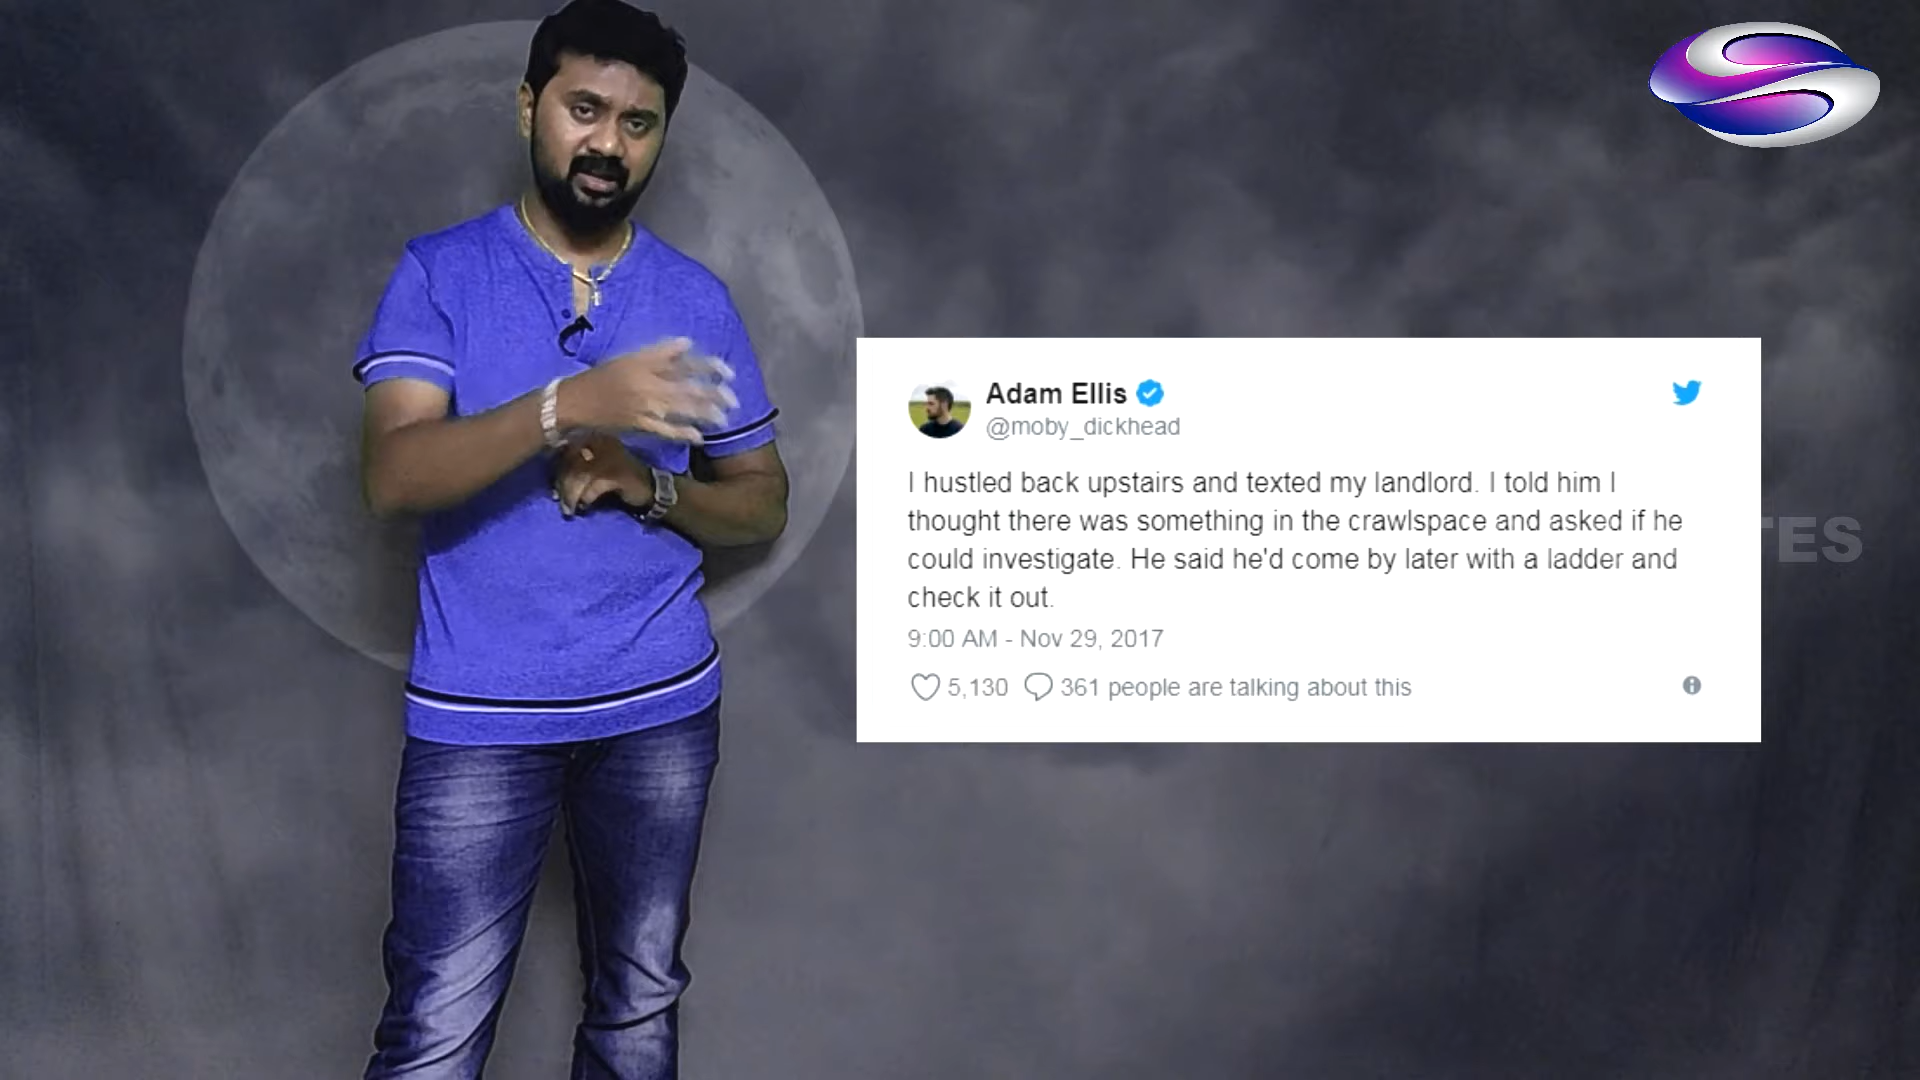 Adam Ellis
@moby_dickhead
I hustled back upstairs and texted my landlord. I told him I
thought there was something in the crawlspace and asked if he
could investigate. He said he'd come by later with a ladder and
check it out.
9:00 AM - Nov 29, 2017
5,130 361 people are talking about this
TES